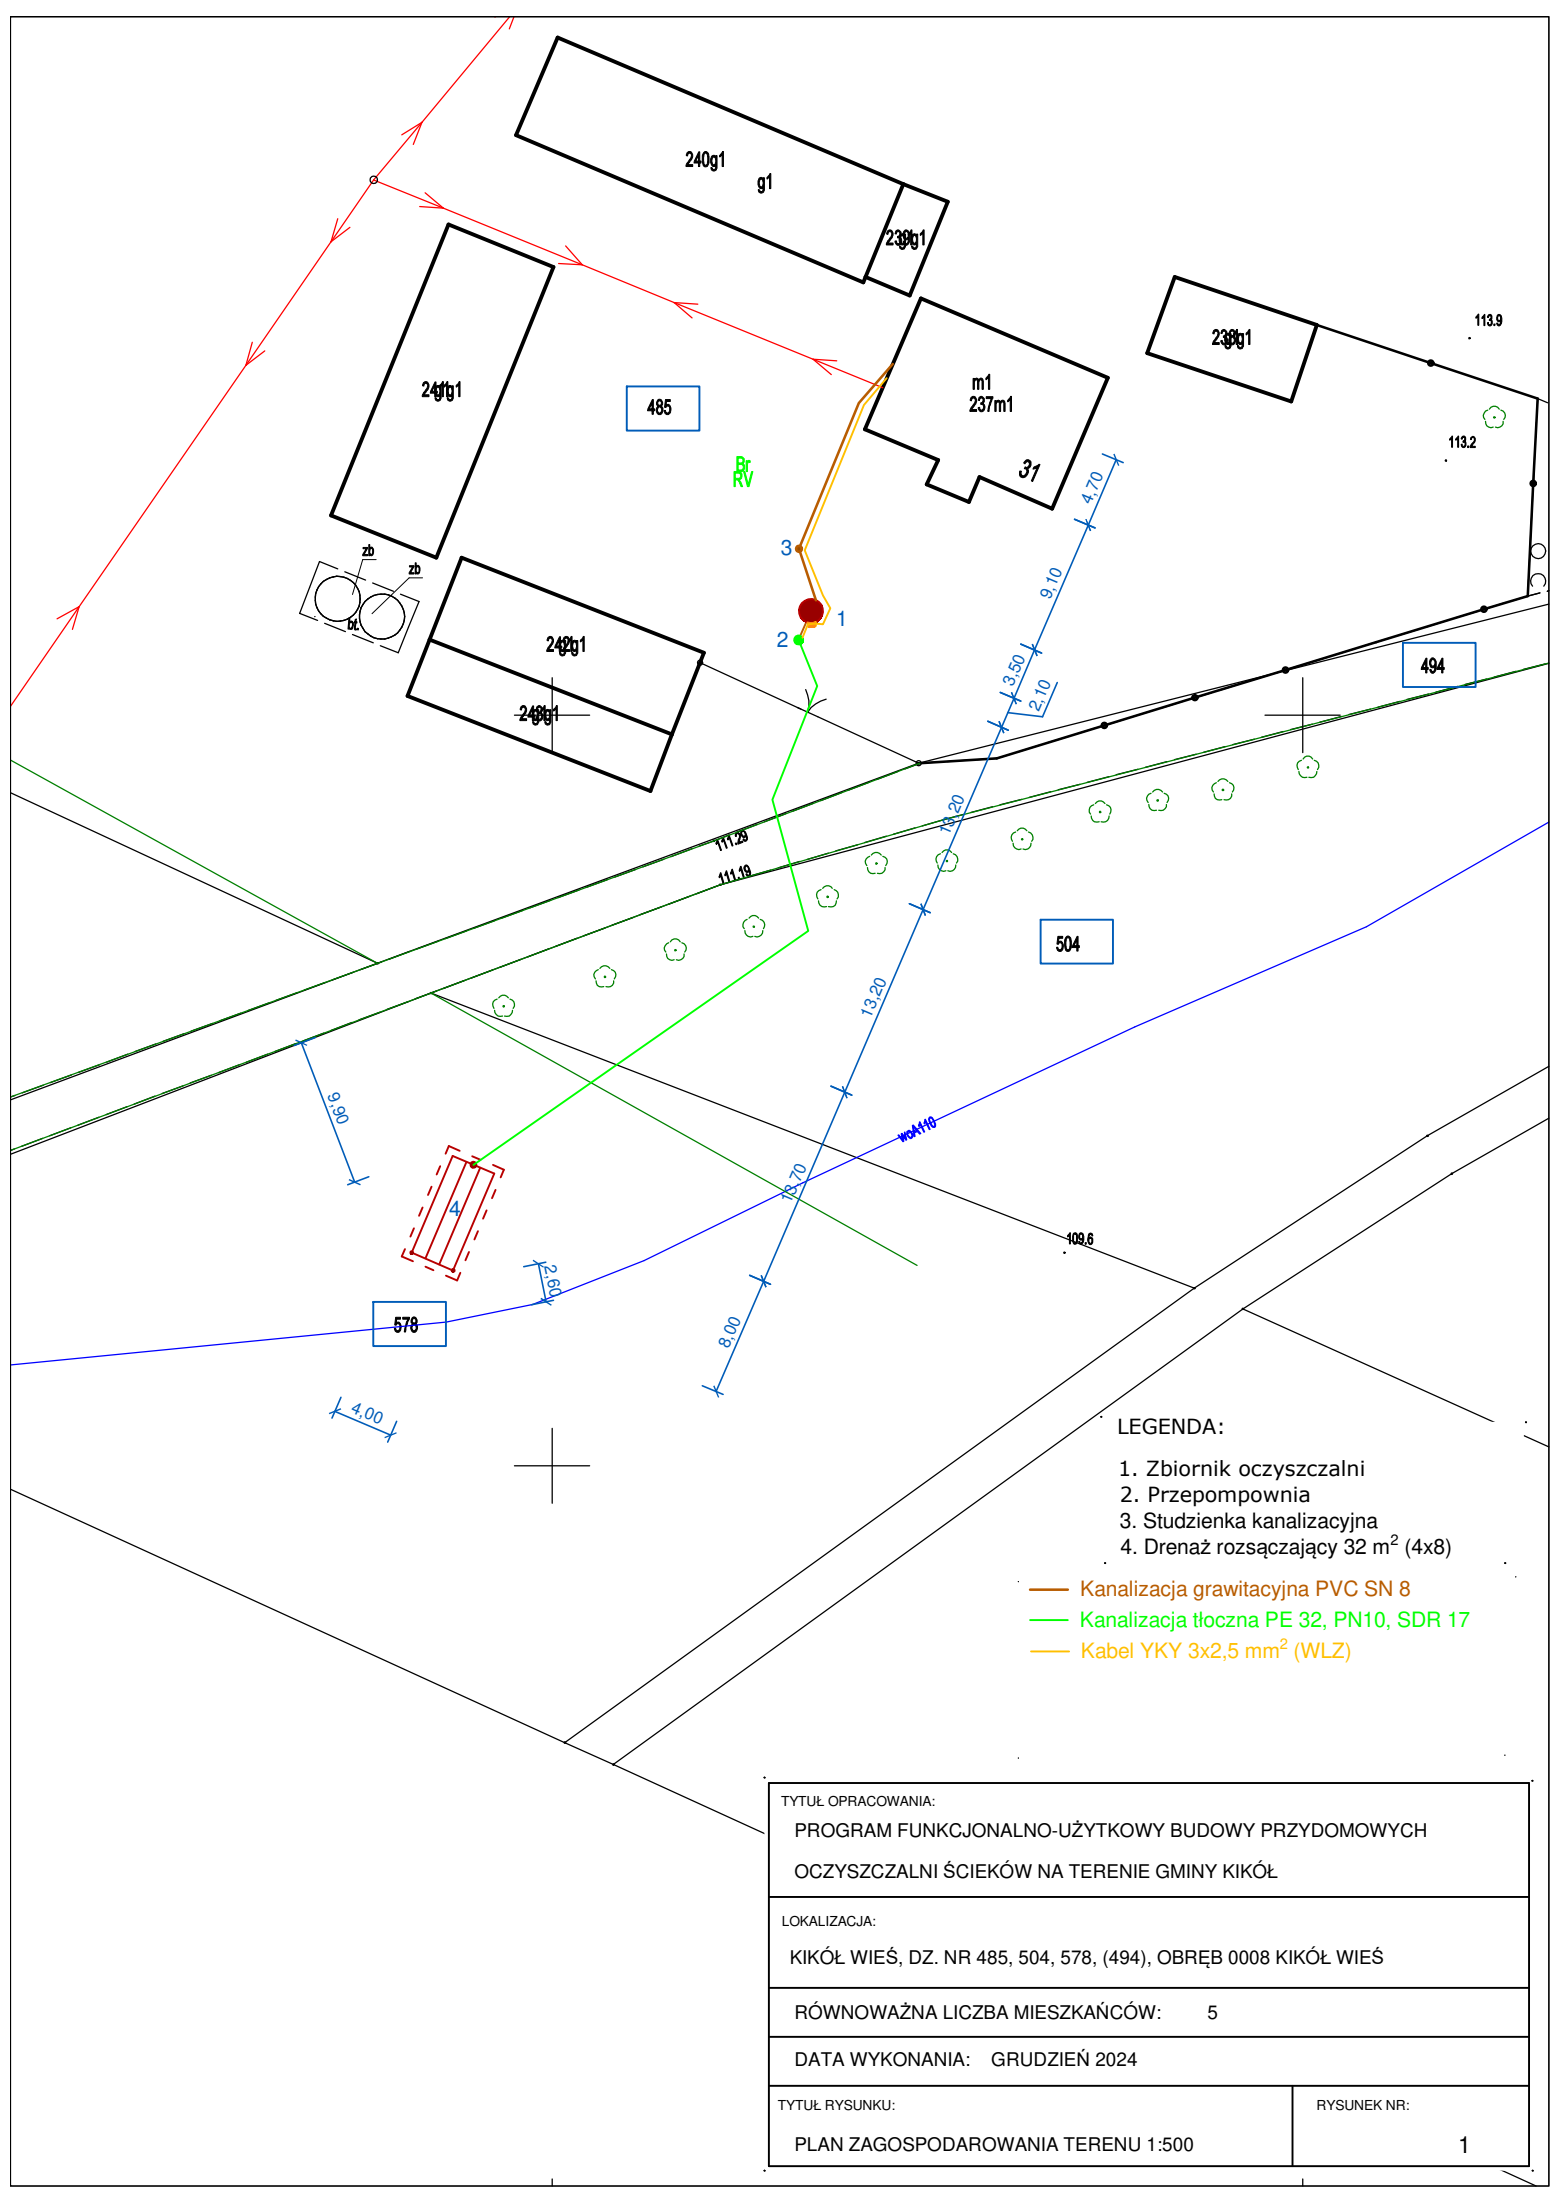 240g1
g1
113.9
m1
237m1
485
113.2
Br
RV
31
4,70
3
zb
zb
9,10
1
bt.
2
494
3,50
2,10
13,20
111.29
111.19
504
13,20
9,90
woA110
13,70
4
109.6
2,60
578
8,00
4,00
LEGENDA:
1. Zbiornik oczyszczalni
2. Przepompownia
3. Studzienka kanalizacyjna
4. Drenaż rozsączający 32 m² (4x8)
Kanalizacja grawitacyjna PVC SN 8
Kanalizacja tłoczna PE 32, PN10, SDR 17
Kabel YKY 3x2,5 mm² (WLZ)
TYTUŁ OPRACOWANIA:
PROGRAM FUNKCJONALNO-UŻYTKOWY BUDOWY PRZYDOMOWYCH
OCZYSZCZALNI ŚCIEKÓW NA TERENIE GMINY KIKÓŁ
LOKALIZACJA:
KIKÓŁ WIEŚ, DZ. NR 485, 504, 578, (494), OBRĘB 0008 KIKÓŁ WIEŚ
RÓWNOWAŻNA LICZBA MIESZKAŃCÓW: 5
DATA WYKONANIA: GRUDZIEŃ 2024
TYTUŁ RYSUNKU:
PLAN ZAGOSPODAROWANIA TERENU 1:500
RYSUNEK NR:
1